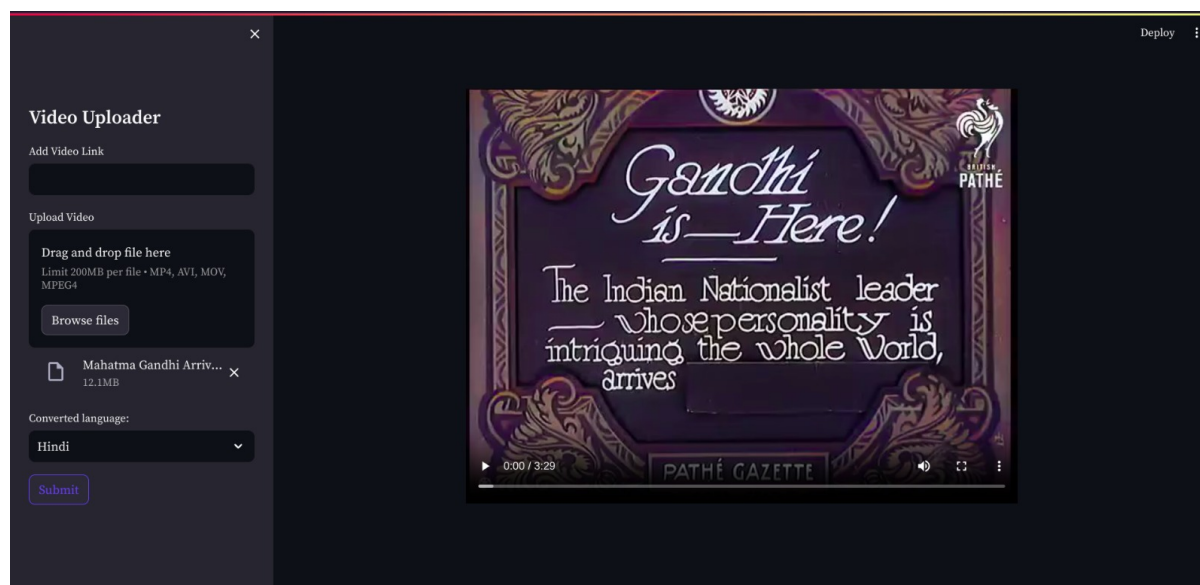 Deploy
Video Uploader
Add Video Link
Upload Video
Drag and drop file here
Limit 200MB per file • MP4, AVI, MOV,
MPEG4
Browse files
Mahatma Gandhi Arriv...
12.1MB
Converted language:
Hindi
Submit
BRITISH
PATHÉ
Gandhi
is — Here!
The Indian Nationalist leader
— whose personality is
intriguing the whole World,
arrives
0:00 / 3:29
PATHÉ GAZETTE